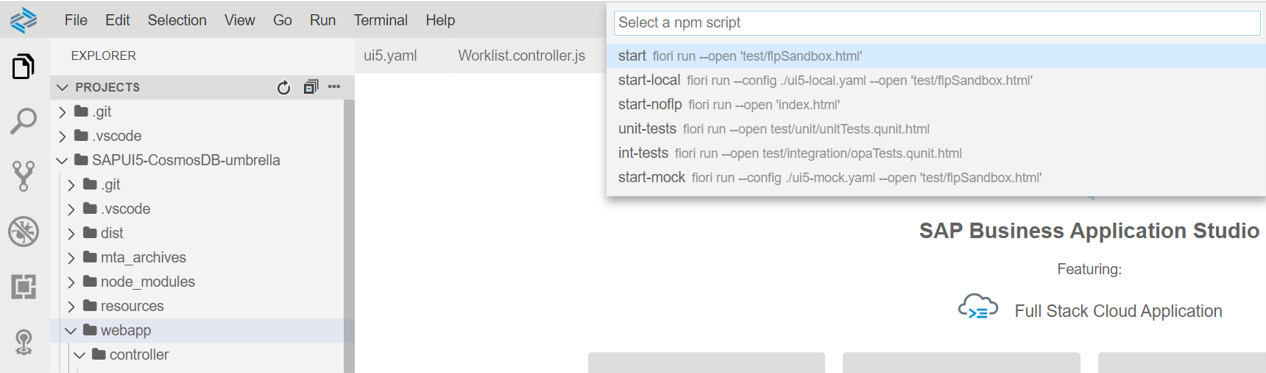 File Edit Selection View Go Run Terminal Help
Select a npm script
start fiori run --open 'test/flpSandbox.html'
start-local fiori run --config ./ui5-local.yaml --open 'test/flpSandbox.html'
start-noflp fiori run --open 'index.html'
unit-tests fiori run --open test/unit/unitTests.qunit.html
int-tests fiori run --open test/integration/opaTests.qunit.html
start-mock fiori run --config ./ui5-mock.yaml --open 'test/flpSandbox.html'
EXPLORER
PROJECTS
.git
.vscode
SAPUI5-CosmosDB-umbrella
.git
.vscode
dist
mta_archives
node_modules
resources
webapp
controller
ui5.yaml Worklist.controller.js
SAP Business Application Studio
Featuring:
Full Stack Cloud Application